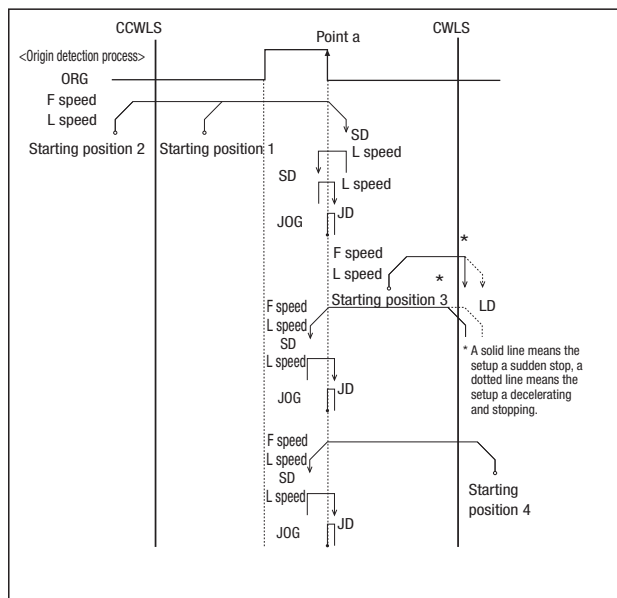 CCWLS
CWLS
Point a
<Origin detection process>
ORG
F speed
L speed
Starting position 2
Starting position 1
SD
L speed
SD
L speed
JOG
JD
*
F speed
L speed
*
Starting position 3
LD
F speed
L speed
SD
L speed
JOG
JD
* A solid line means the
setup a sudden stop, a
dotted line means the
setup a decelerating
and stopping.
F speed
L speed
SD
L speed
JOG
JD
Starting
position 4